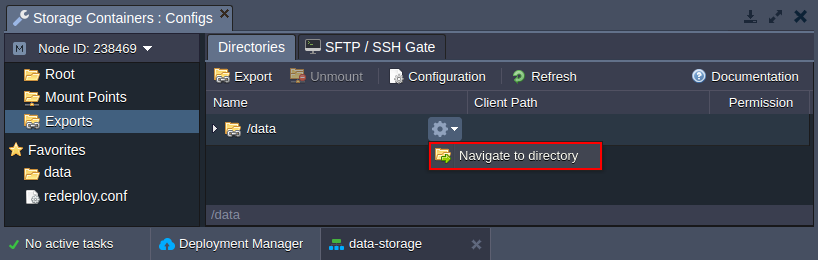 Storage Containers : Configs
M Node ID: 238469
Root
Mount Points
Exports
Favorites
data
redeploy.conf
Directories
SFTP / SSH Gate
Export
Unmount
Configuration
Refresh
Documentation
Name
Client Path
Permission
/data
Navigate to directory
/data
No active tasks
Deployment Manager
data-storage